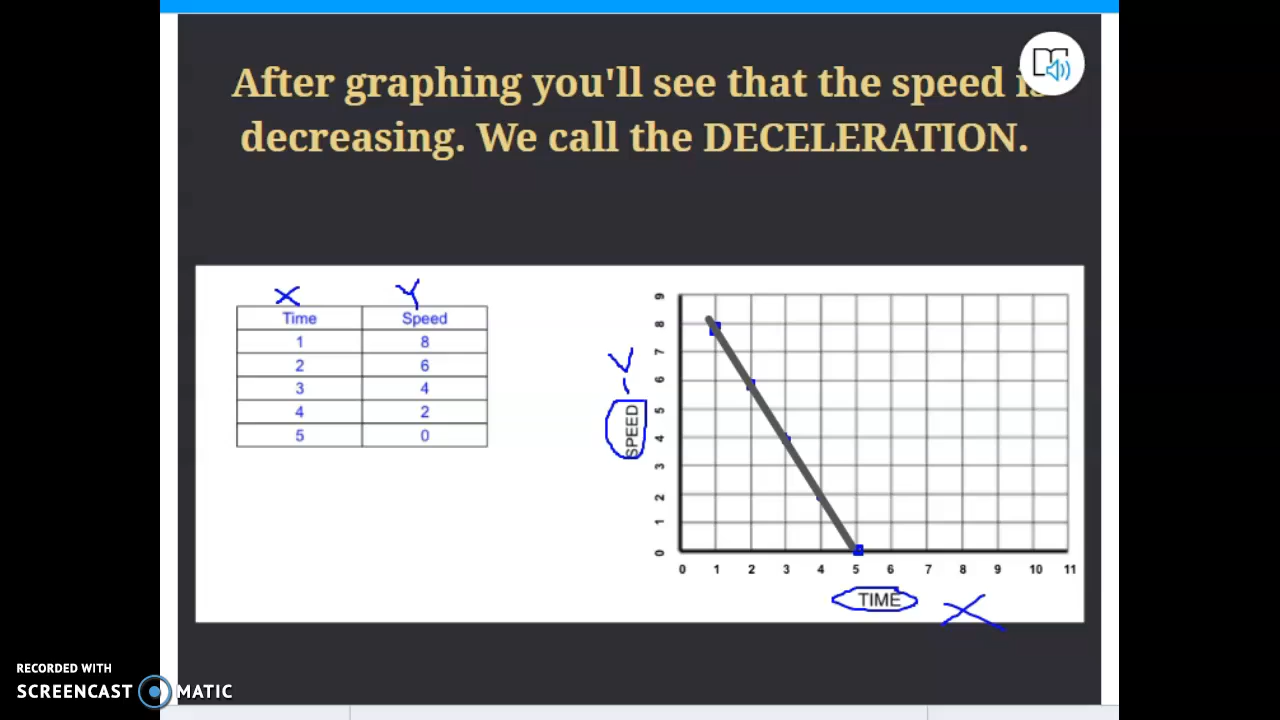 After graphing you'll see that the speed is
decreasing. We call the DECELERATION.
X Y
Time Speed
1 8
2 6
3 4
4 2
5 0
9
8
7
6
5
4
3
2
1
0
SPEED - Y
0 1 2 3 4 5 6 7 8 9 10 11
TIME X
RECORDED WITH
SCREENCAST MATIC